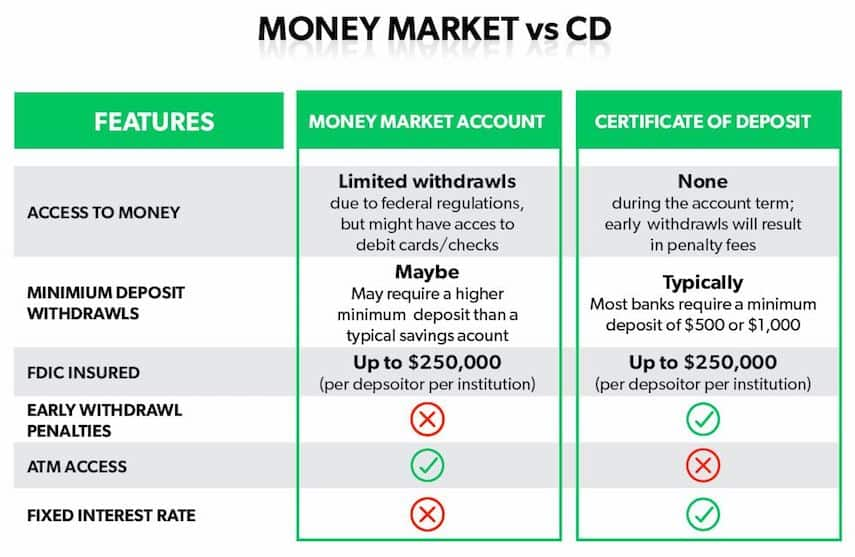 MONEY MARKET vs CD
FEATURES
MONEY MARKET ACCOUNT
CERTIFICATE OF DEPOSIT
ACCESS TO MONEY
Limited withdrawls
due to federal regulations,
but might have acces to
debit cards/checks
None
during the account term;
early withdrawls will result
in penalty fees
MINIMIUM DEPOSIT
WITHDRAWLS
Maybe
May require a higher
minimum deposit than a
typical savings acount
Typically
Most banks require a minimum
deposit of $500 or $1,000
FDIC INSURED
Up to $250,000
(per depsoitor per institution)
Up to $250,000
(per depsoitor per institution)
EARLY WITHDRAWL
PENALTIES
ATM ACCESS
FIXED INTEREST RATE